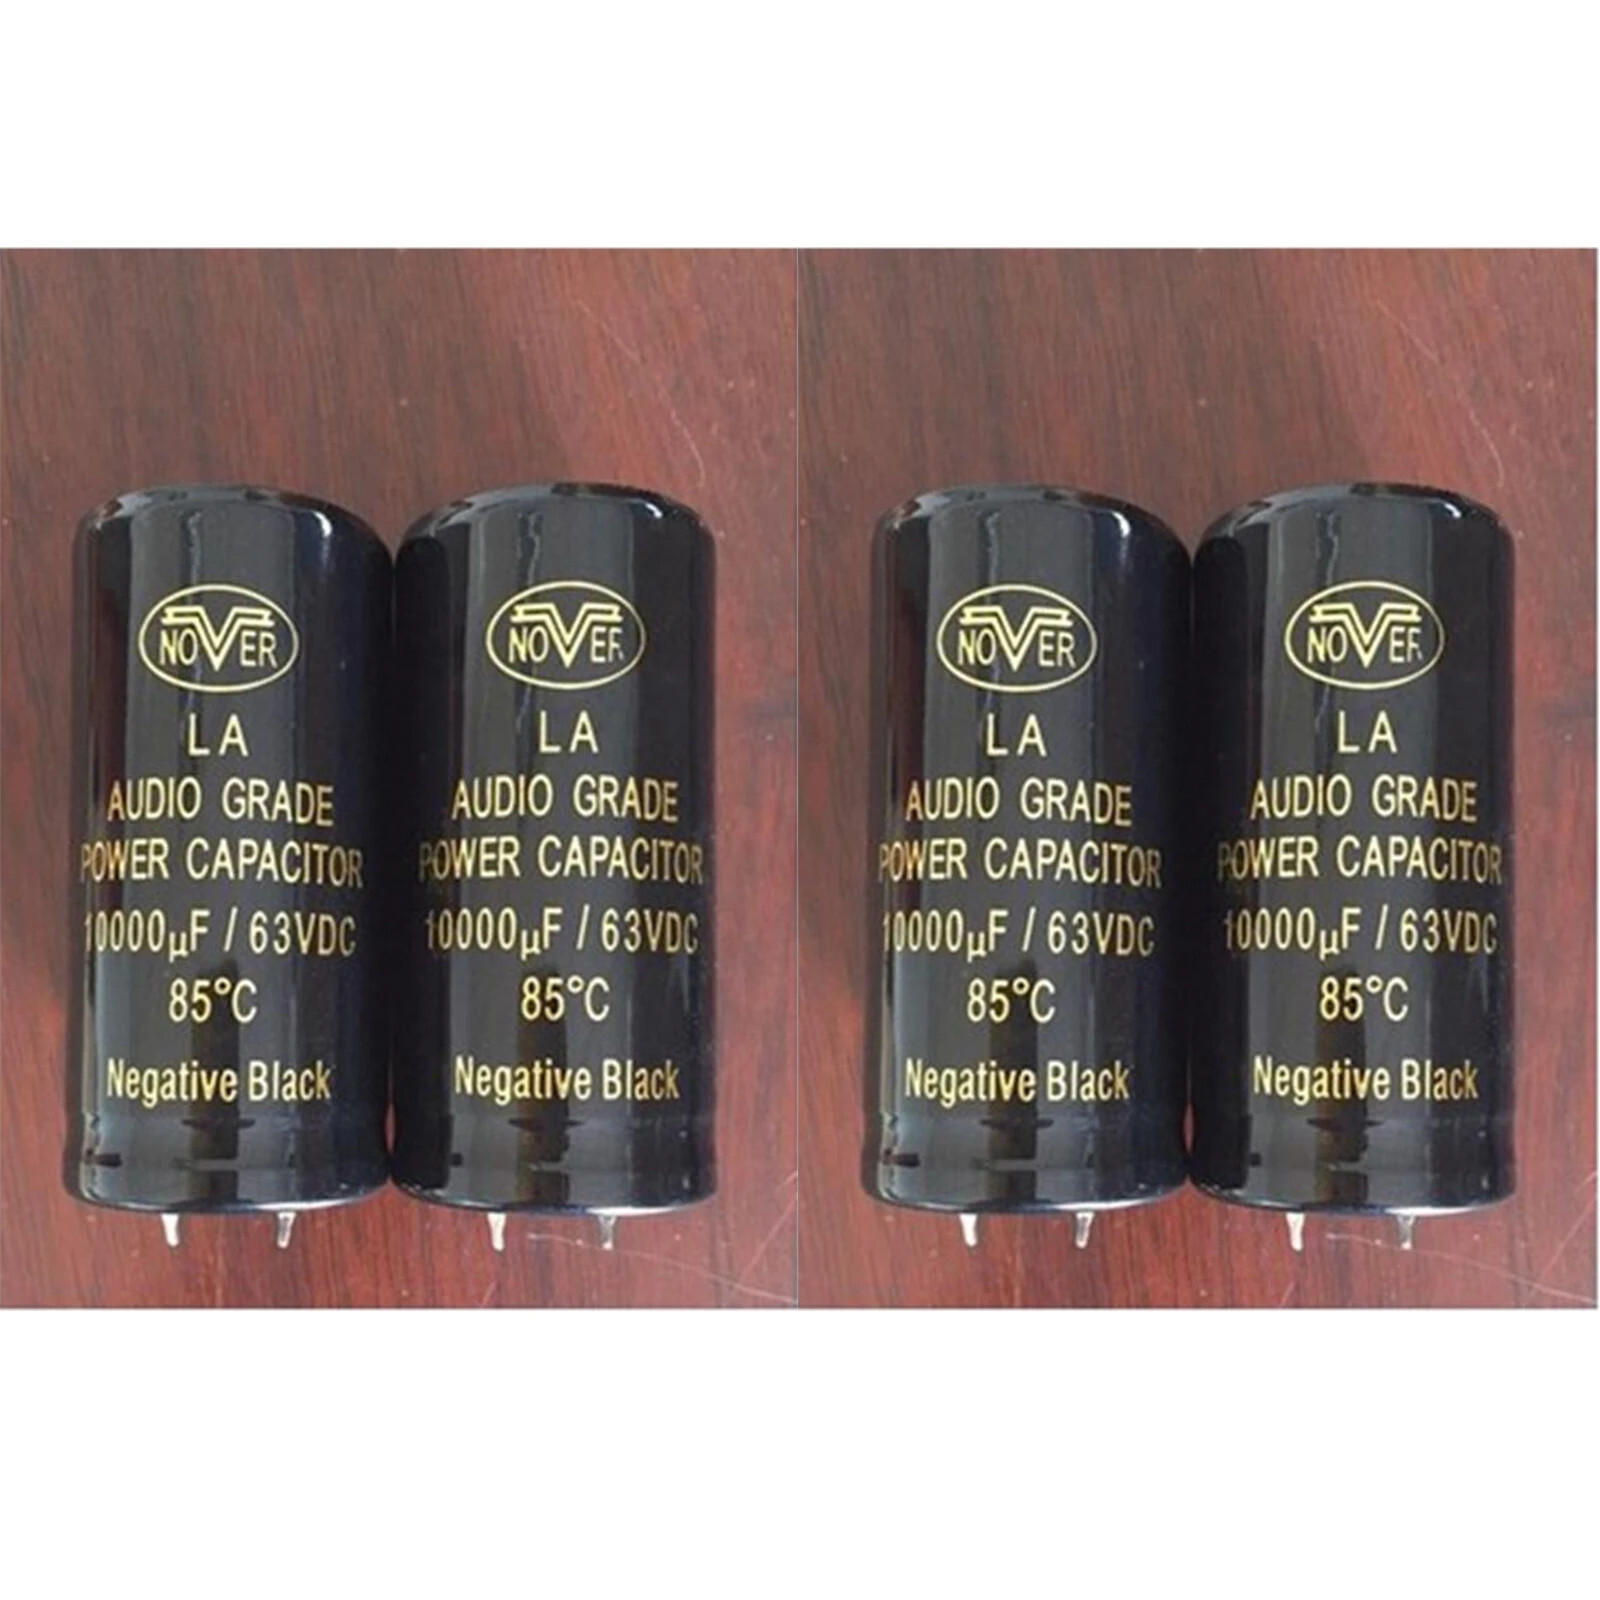 NOVER
LA
AUDIO GRADE
POWER CAPACITOR
10000µF / 63VDC
85°C
Negative Black
NOVER
LA
AUDIO GRADE
POWER CAPACITOR
10000µF / 63VDC
85°C
Negative Black
NOVER
LA
AUDIO GRADE
POWER CAPACITOR
10000µF / 63VDC
85°C
Negative Black
NOVER
LA
AUDIO GRADE
POWER CAPACITOR
10000µF / 63VDC
85°C
Negative Black